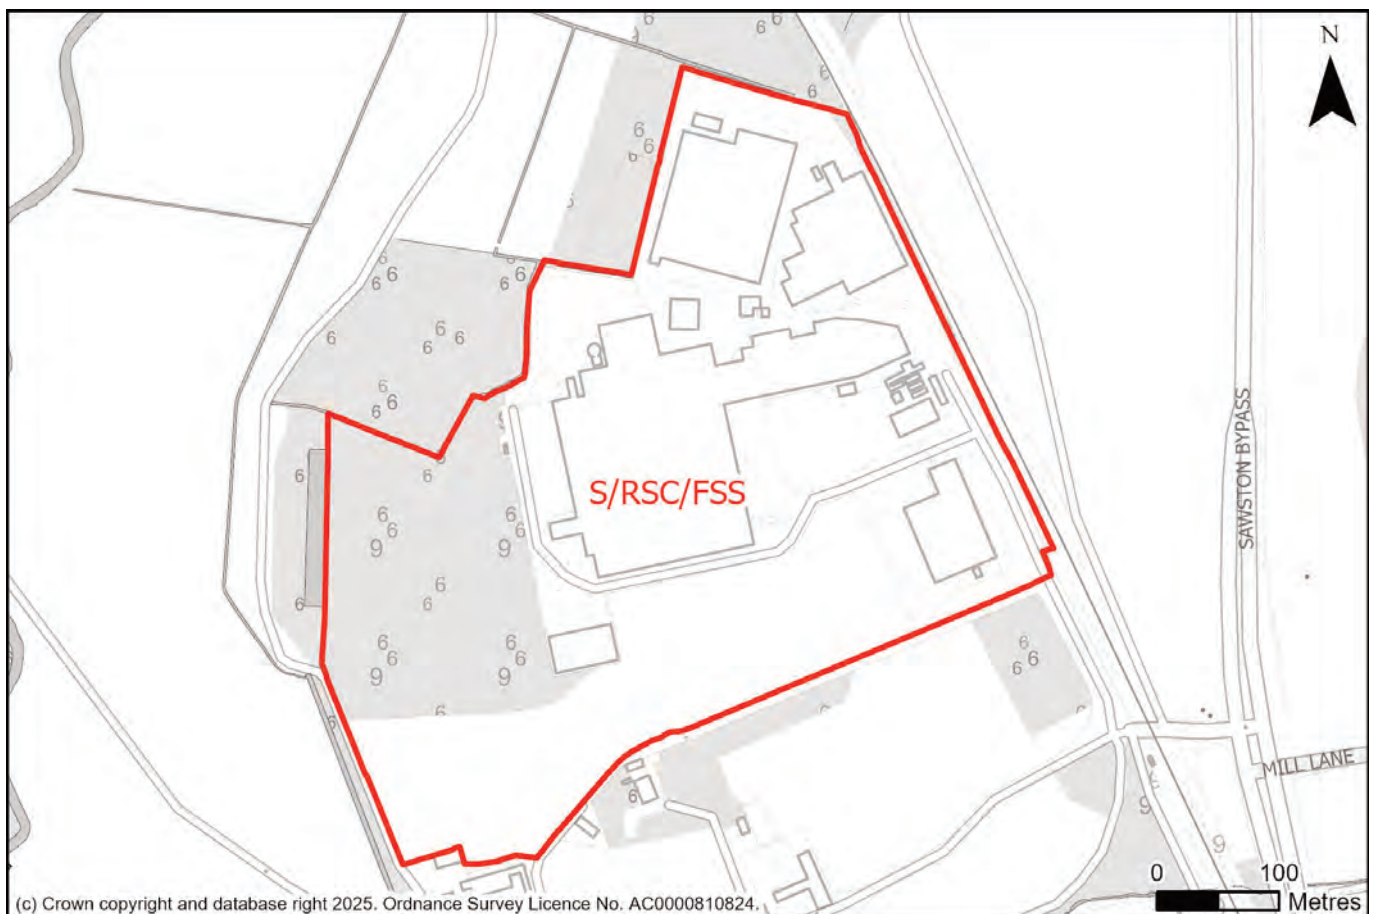 N
S/RSC/FSS
SAWSTON BYPASS
MILL LANE
0 100
Metres
(c) Crown copyright and database right 2025. Ordnance Survey Licence No. AC0000810824.